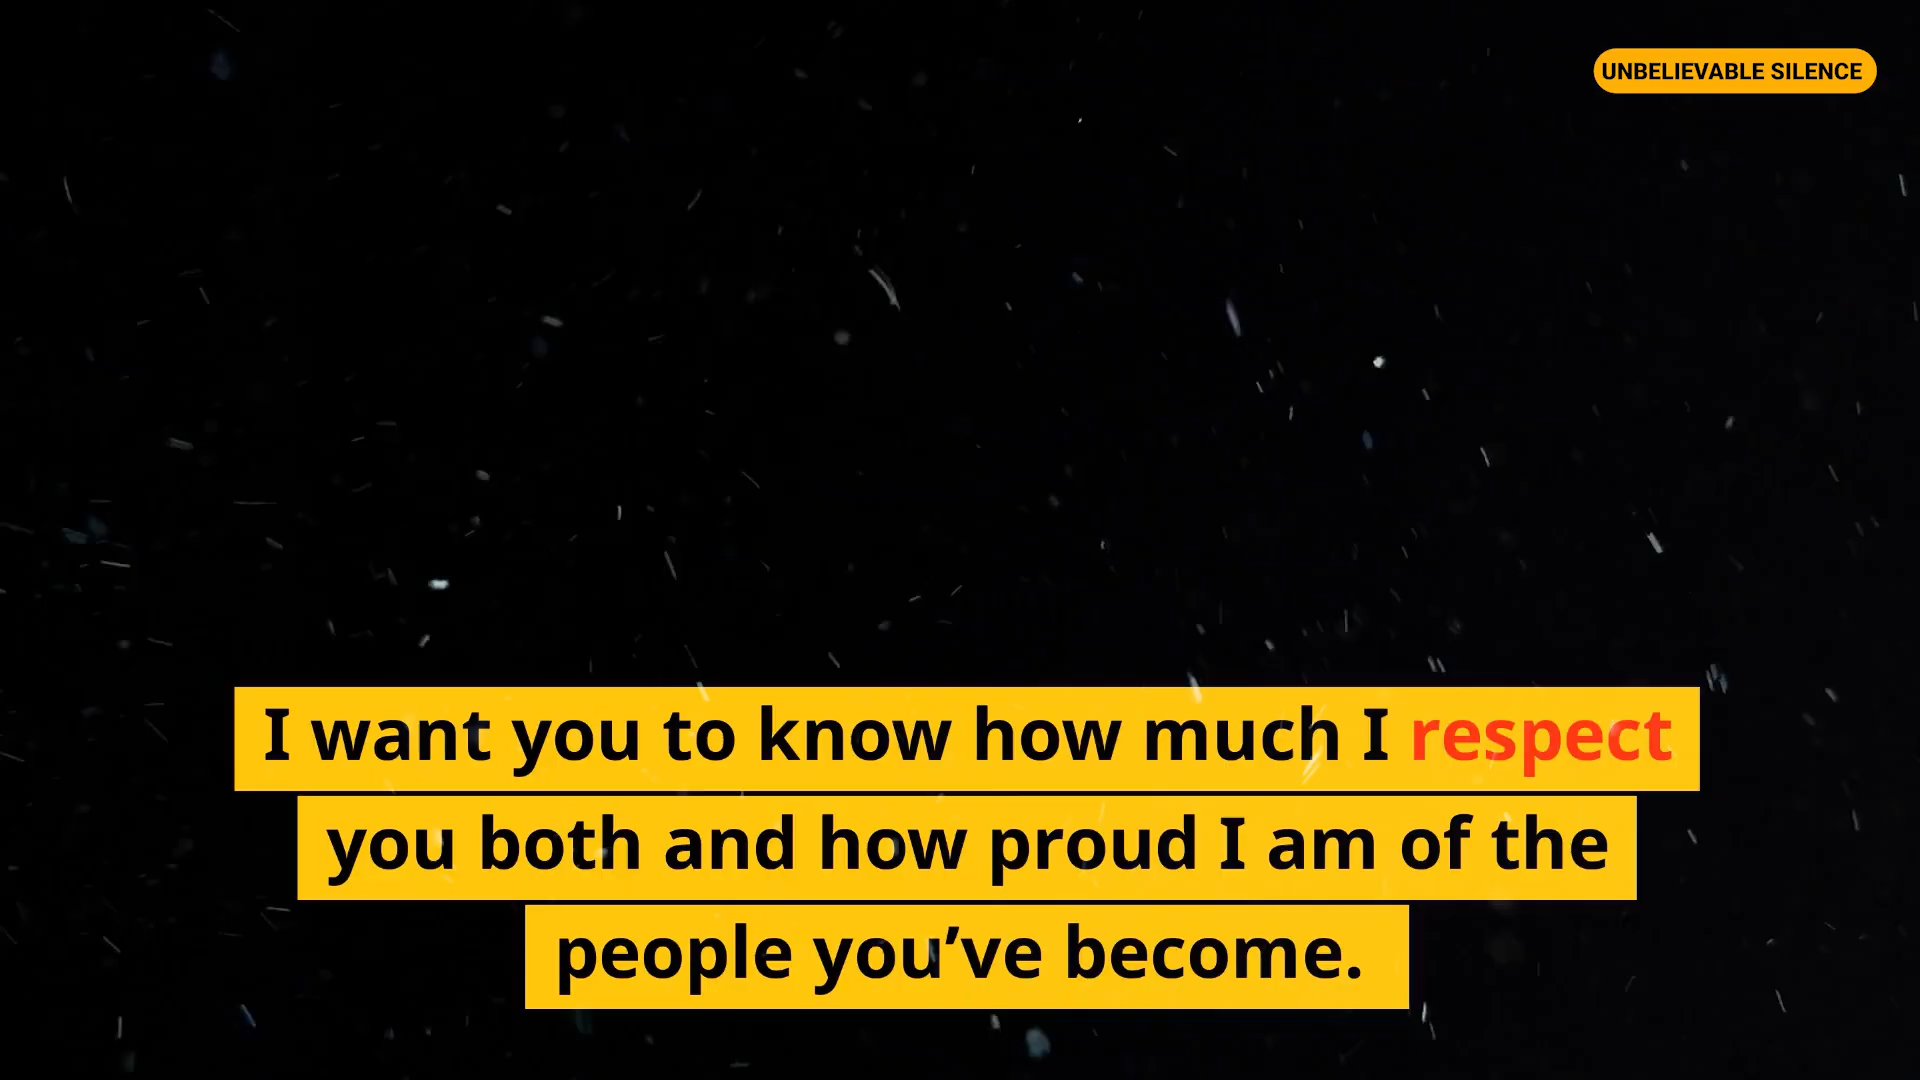 UNBELIEVABLE SILENCE
I want you to know how much I respect
you both and how proud I am of the
people you’ve become.